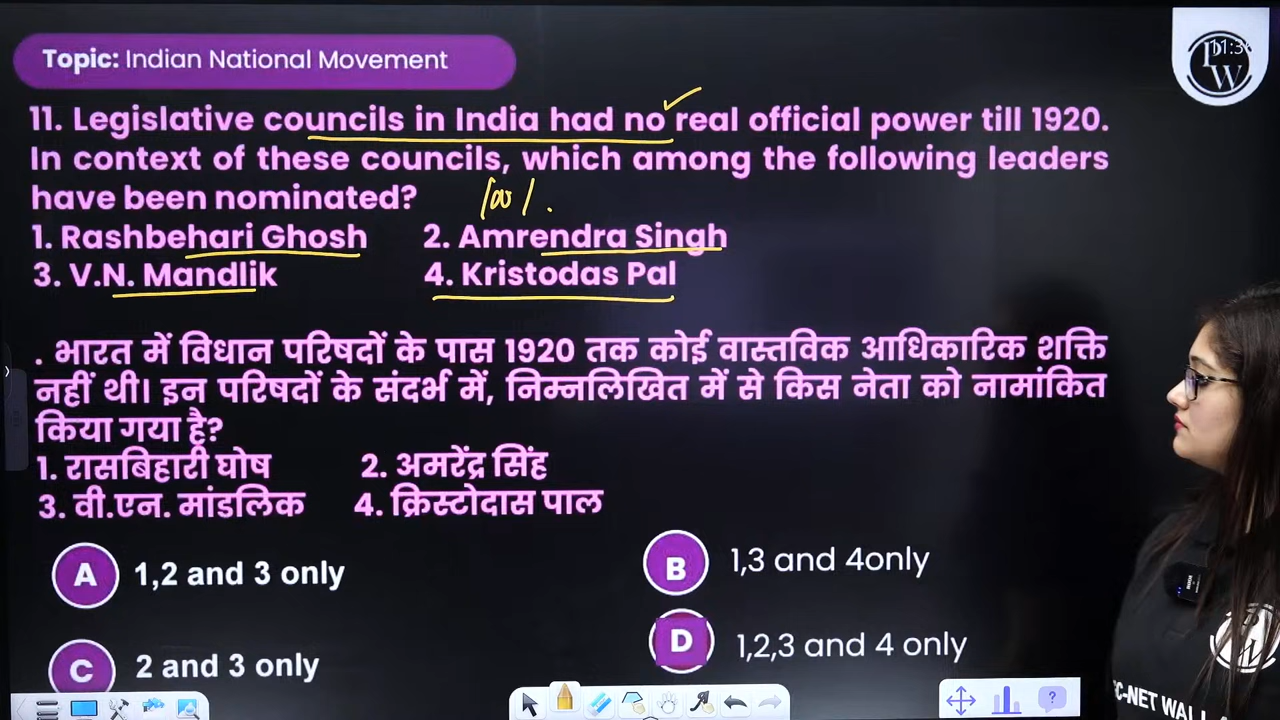 Topic: Indian National Movement
11. Legislative councils in India had no real official power till 1920.
In context of these councils, which among the following leaders
have been nominated?
1. Rashbehari Ghosh 2. Amrendra Singh
3. V.N. Mandlik 4. Kristodas Pal
. भारत में विधान परिषदों के पास 1920 तक कोई वास्तविक आधिकारिक शक्ति
नहीं थी। इन परिषदों के संदर्भ में, निम्नलिखित में से किस नेता को नामांकित
किया गया है?
1. रासबिहारी घोष 2. अमरेंद्र सिंह
3. वी.एन. मांडलिक 4. क्रिस्टोदास पाल
A 1,2 and 3 only
B 1,3 and 4only
C 2 and 3 only
D 1,2,3 and 4 only